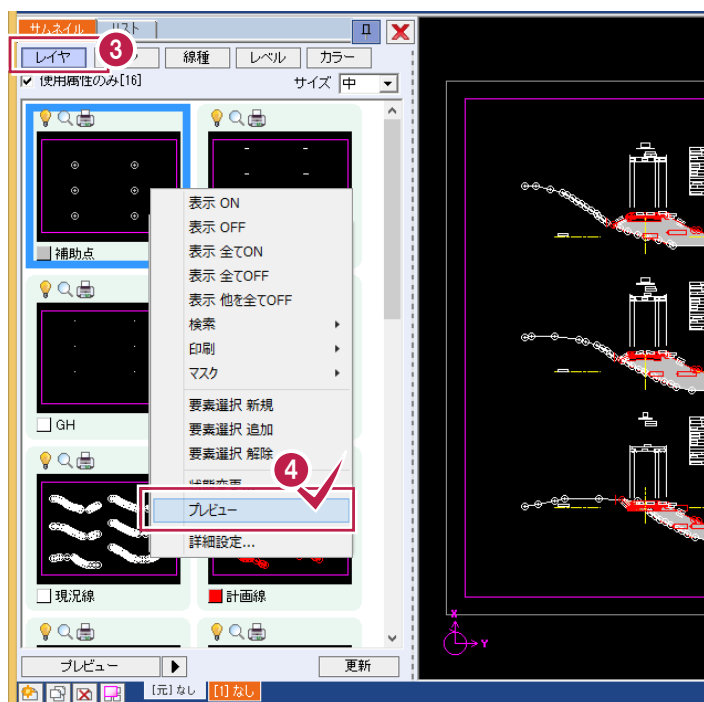 サムネイル リスト
レイヤ 3 線種 レベル カラー
使用属性のみ[16] サイズ 中
補助点
表示 ON
表示 OFF
表示 全てON
表示 全てOFF
表示 他を全てOFF
検索
印刷
マスク
要素選択 新規
要素選択 追加
要素選択 解除
4
状態変更
プレビュー
詳細設定...
GH
現況線 計画線
プレビュー 更新
[元]なし [1]なし
X
Y